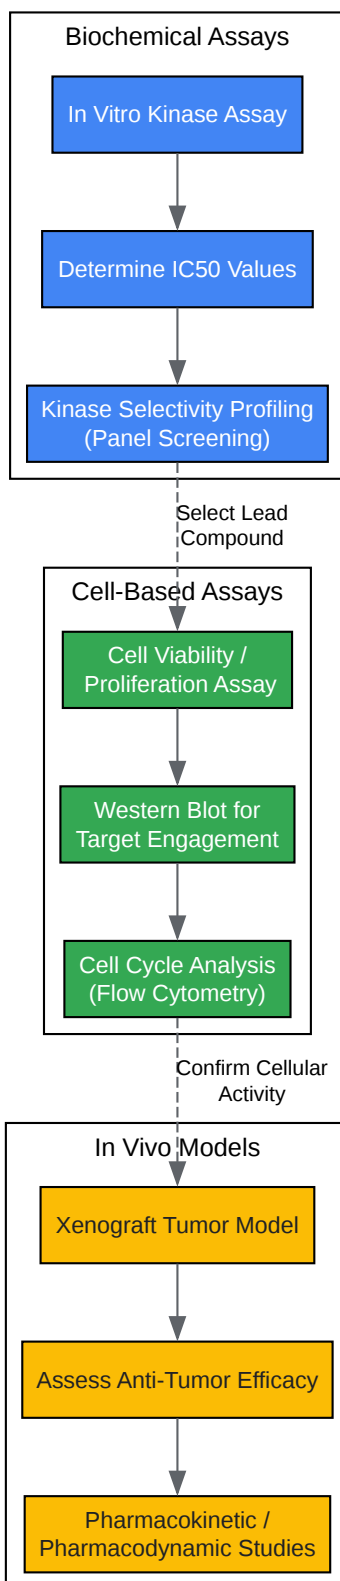 Biochemical Assays
In Vitro Kinase Assay
Determine IC50 Values
Kinase Selectivity Profiling
(Panel Screening)
Select Lead
Compound
Cell-Based Assays
Cell Viability /
Proliferation Assay
Western Blot for
Target Engagement
Cell Cycle Analysis
(Flow Cytometry)
Confirm Cellular
Activity
In Vivo Models
Xenograft Tumor Model
Assess Anti-Tumor Efficacy
Pharmacokinetic /
Pharmacodynamic Studies